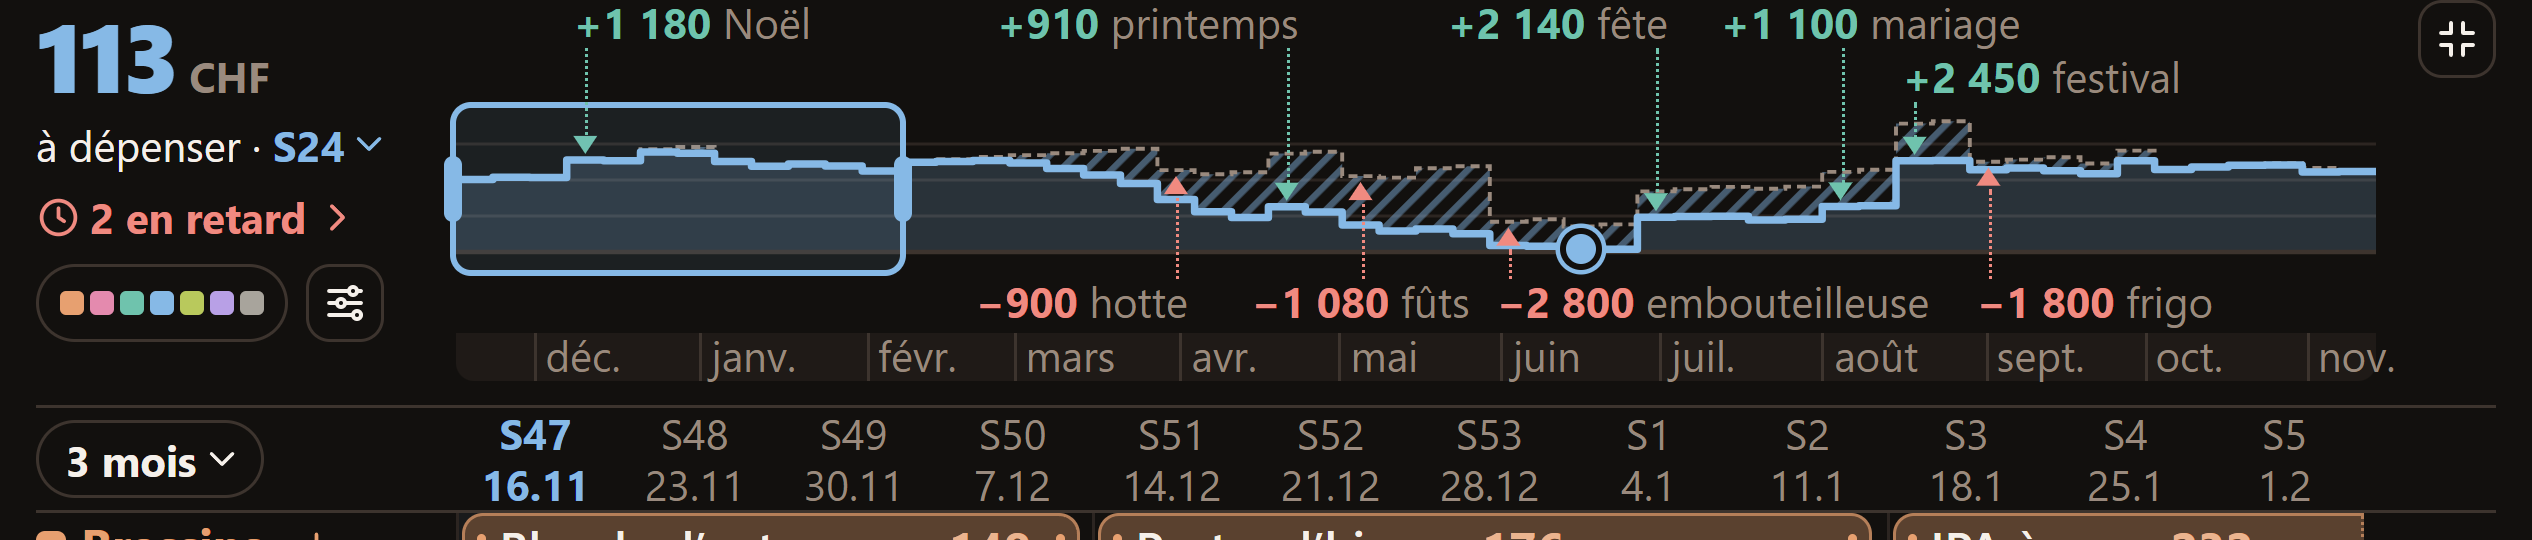 113 CHF
à dépenser · S24
2 en retard
+1 180 Noël
+910 printemps
+2 140 fête
+1 100 mariage
+2 450 festival
−900 hotte
−1 080 fûts
−2 800 embouteilleuse
−1 800 frigo
déc. janv. févr. mars avr. mai juin juil. août sept. oct. nov.
3 mois
S47 S48 S49 S50 S51 S52 S53 S1 S2 S3 S4 S5
16.11 23.11 30.11 7.12 14.12 21.12 28.12 4.1 11.1 18.1 25.1 1.2